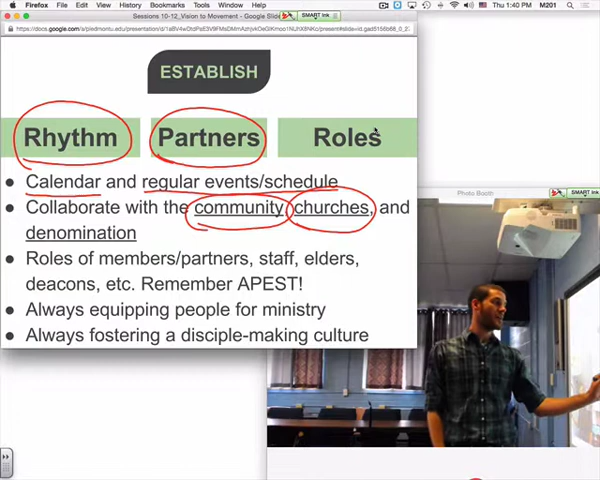 Firefox File Edit View History Bookmarks Tools Window Help Thu 1:40 PM M201
Sessions 10-12_Vision to Movement - Google Slid
SMART Ink
ESTABLISH
Rhythm Partners Roles
● Calendar and regular events/schedule
● Collaborate with the community, churches, and
denomination
● Roles of members/partners, staff, elders,
deacons, etc. Remember APEST!
● Always equipping people for ministry
● Always fostering a disciple-making culture
Photo Booth
SMART Ink